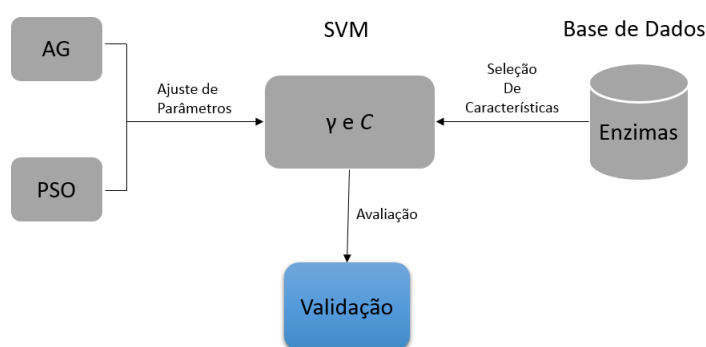 SVM
Base de Dados
AG
Ajuste de
Parâmetros
γ e C
Seleção
De
Características
Enzimas
PSO
Avaliação
Validação